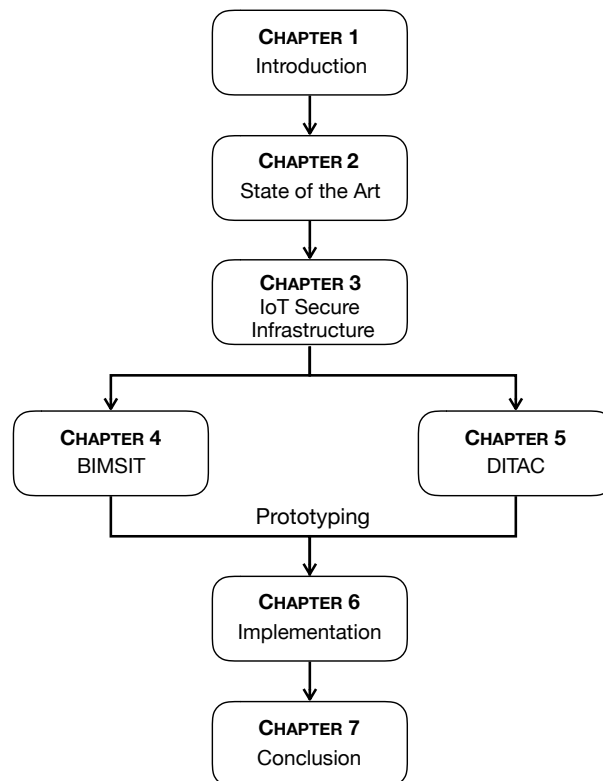 CHAPTER 1
Introduction
CHAPTER 2
State of the Art
CHAPTER 3
IoT Secure
Infrastructure
CHAPTER 4
BIMSIT
CHAPTER 5
DITAC
Prototyping
CHAPTER 6
Implementation
CHAPTER 7
Conclusion